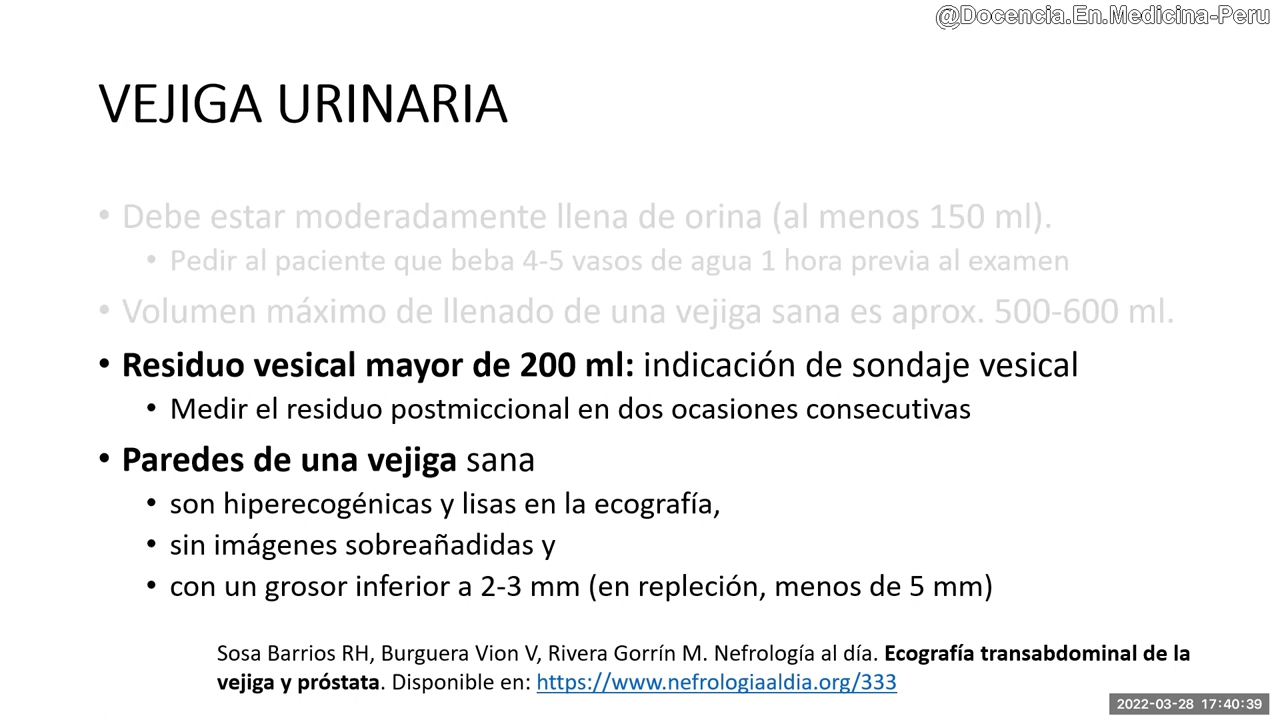 @Docencia.En.Medicina-Peru
VEJIGA URINARIA
• Debe estar moderadamente llena de orina (al menos 150 ml).
• Pedir al paciente que beba 4-5 vasos de agua 1 hora previa al examen
• Volumen máximo de llenado de una vejiga sana es aprox. 500-600 ml.
• Residuo vesical mayor de 200 ml: indicación de sondaje vesical
• Medir el residuo postmiccional en dos ocasiones consecutivas
• Paredes de una vejiga sana
• son hiperecogénicas y lisas en la ecografía,
• sin imágenes sobreañadidas y
• con un grosor inferior a 2-3 mm (en repleción, menos de 5 mm)
Sosa Barrios RH, Burguera Vion V, Rivera Gorrín M. Nefrología al día. Ecografía transabdominal de la
vejiga y próstata. Disponible en: https://www.nefrologiaaldia.org/333
2022-03-28 17:40:39